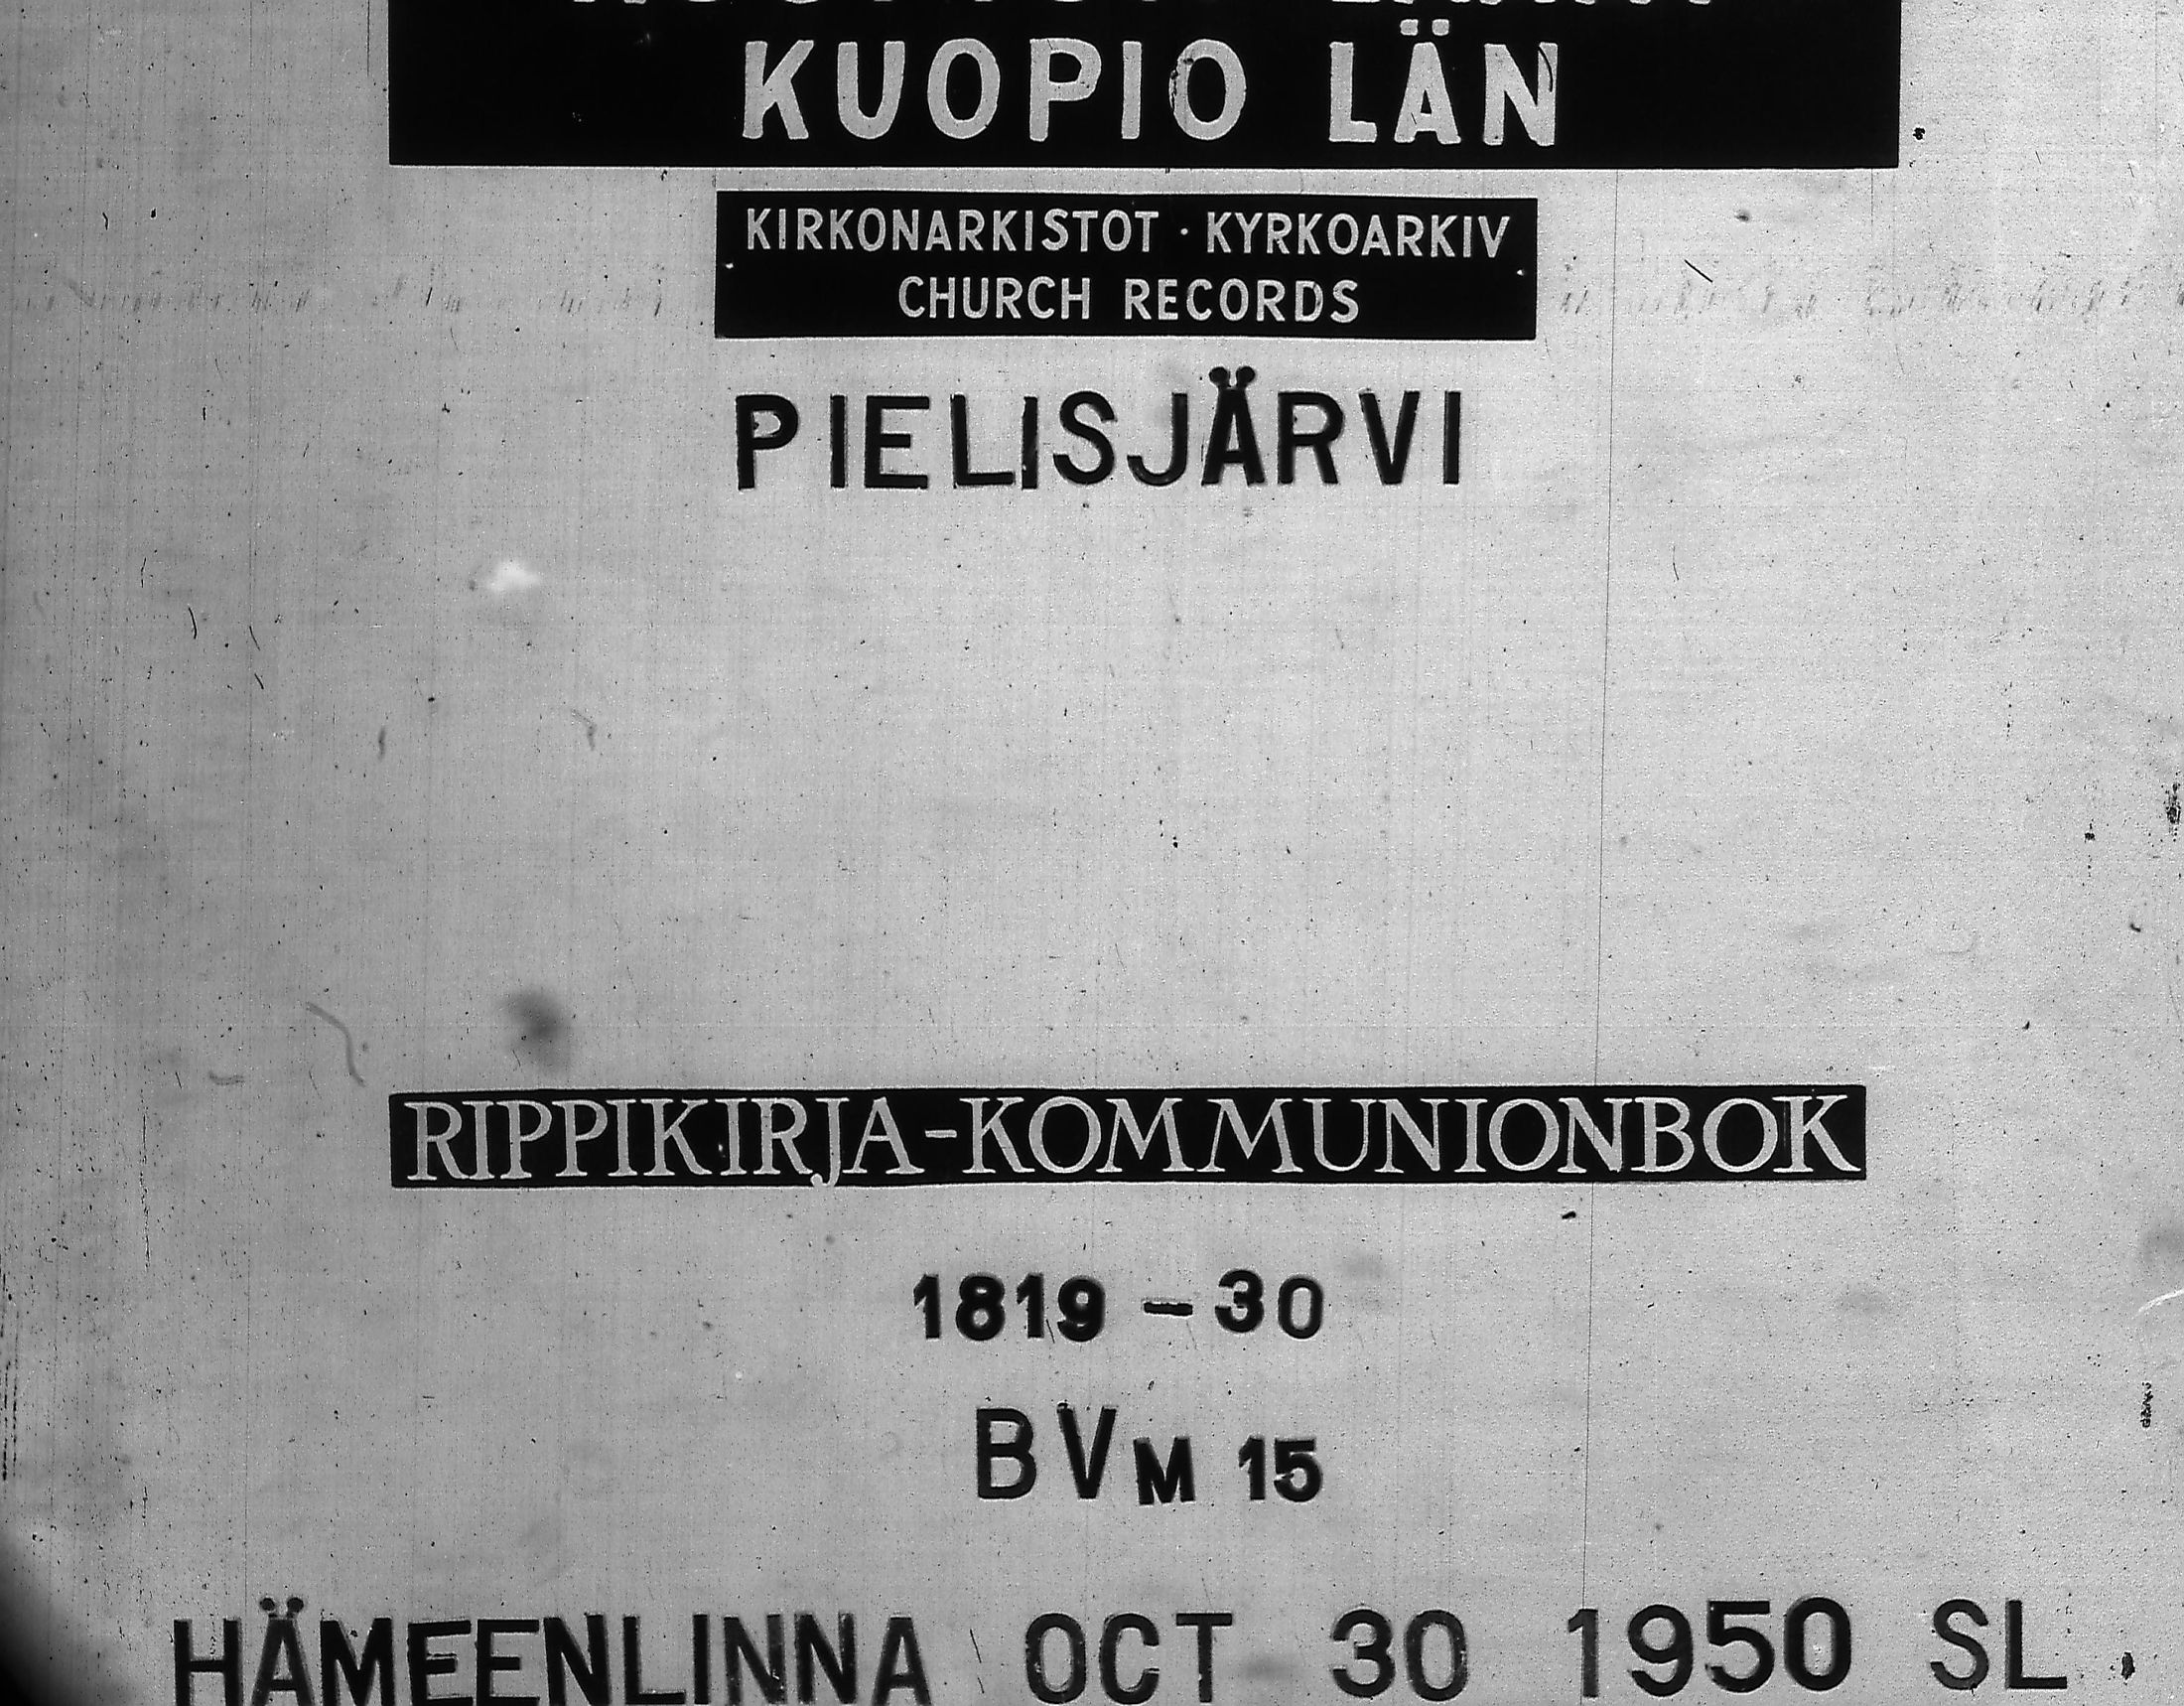 KUOPIO LÄN
KIRKONARKISTOT · KYRKOARKIV
CHURCH RECORDS
PIELISJÄRVI
RIPPIKIRJA-KOMMUNIONBOK
1819 - 30
BVM 15
HÄMEENLINNA OCT 30 1950 SL